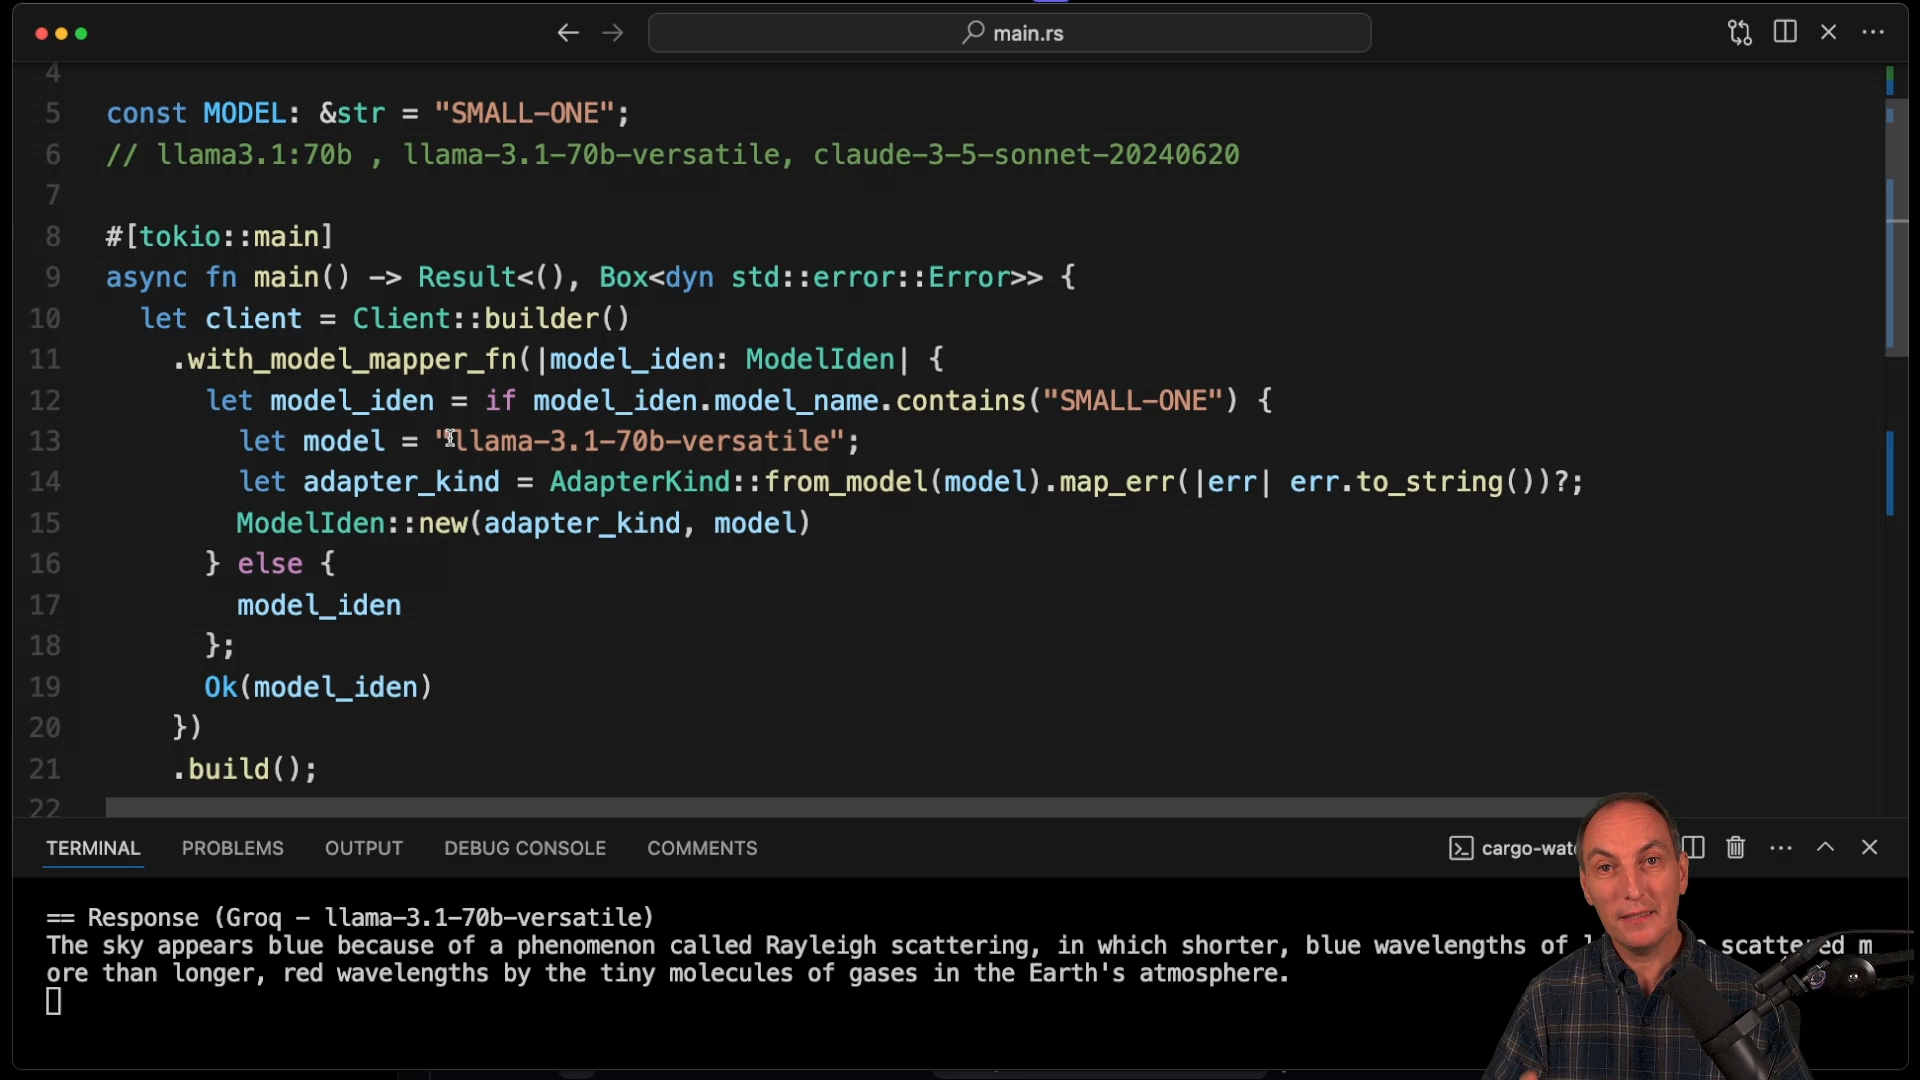 main.rs
4
5 const MODEL: &str = "SMALL-ONE";
6 // llama3.1:70b , llama-3.1-70b-versatile, claude-3-5-sonnet-20240620
7
8 #[tokio::main]
9 async fn main() -> Result<(), Box<dyn std::error::Error>> {
10 let client = Client::builder()
11 .with_model_mapper_fn(|model_iden: ModelIden| {
12 let model_iden = if model_iden.model_name.contains("SMALL-ONE") {
13 let model = "llama-3.1-70b-versatile";
14 let adapter_kind = AdapterKind::from_model(model).map_err(|err| err.to_string())?;
15 ModelIden::new(adapter_kind, model)
16 } else {
17 model_iden
18 };
19 Ok(model_iden)
20 })
21 .build();
22
TERMINAL PROBLEMS OUTPUT DEBUG CONSOLE COMMENTS
== Response (Groq - llama-3.1-70b-versatile)
The sky appears blue because of a phenomenon called Rayleigh scattering, in which shorter, blue wavelengths of scattered m
ore than longer, red wavelengths by the tiny molecules of gases in the Earth's atmosphere.